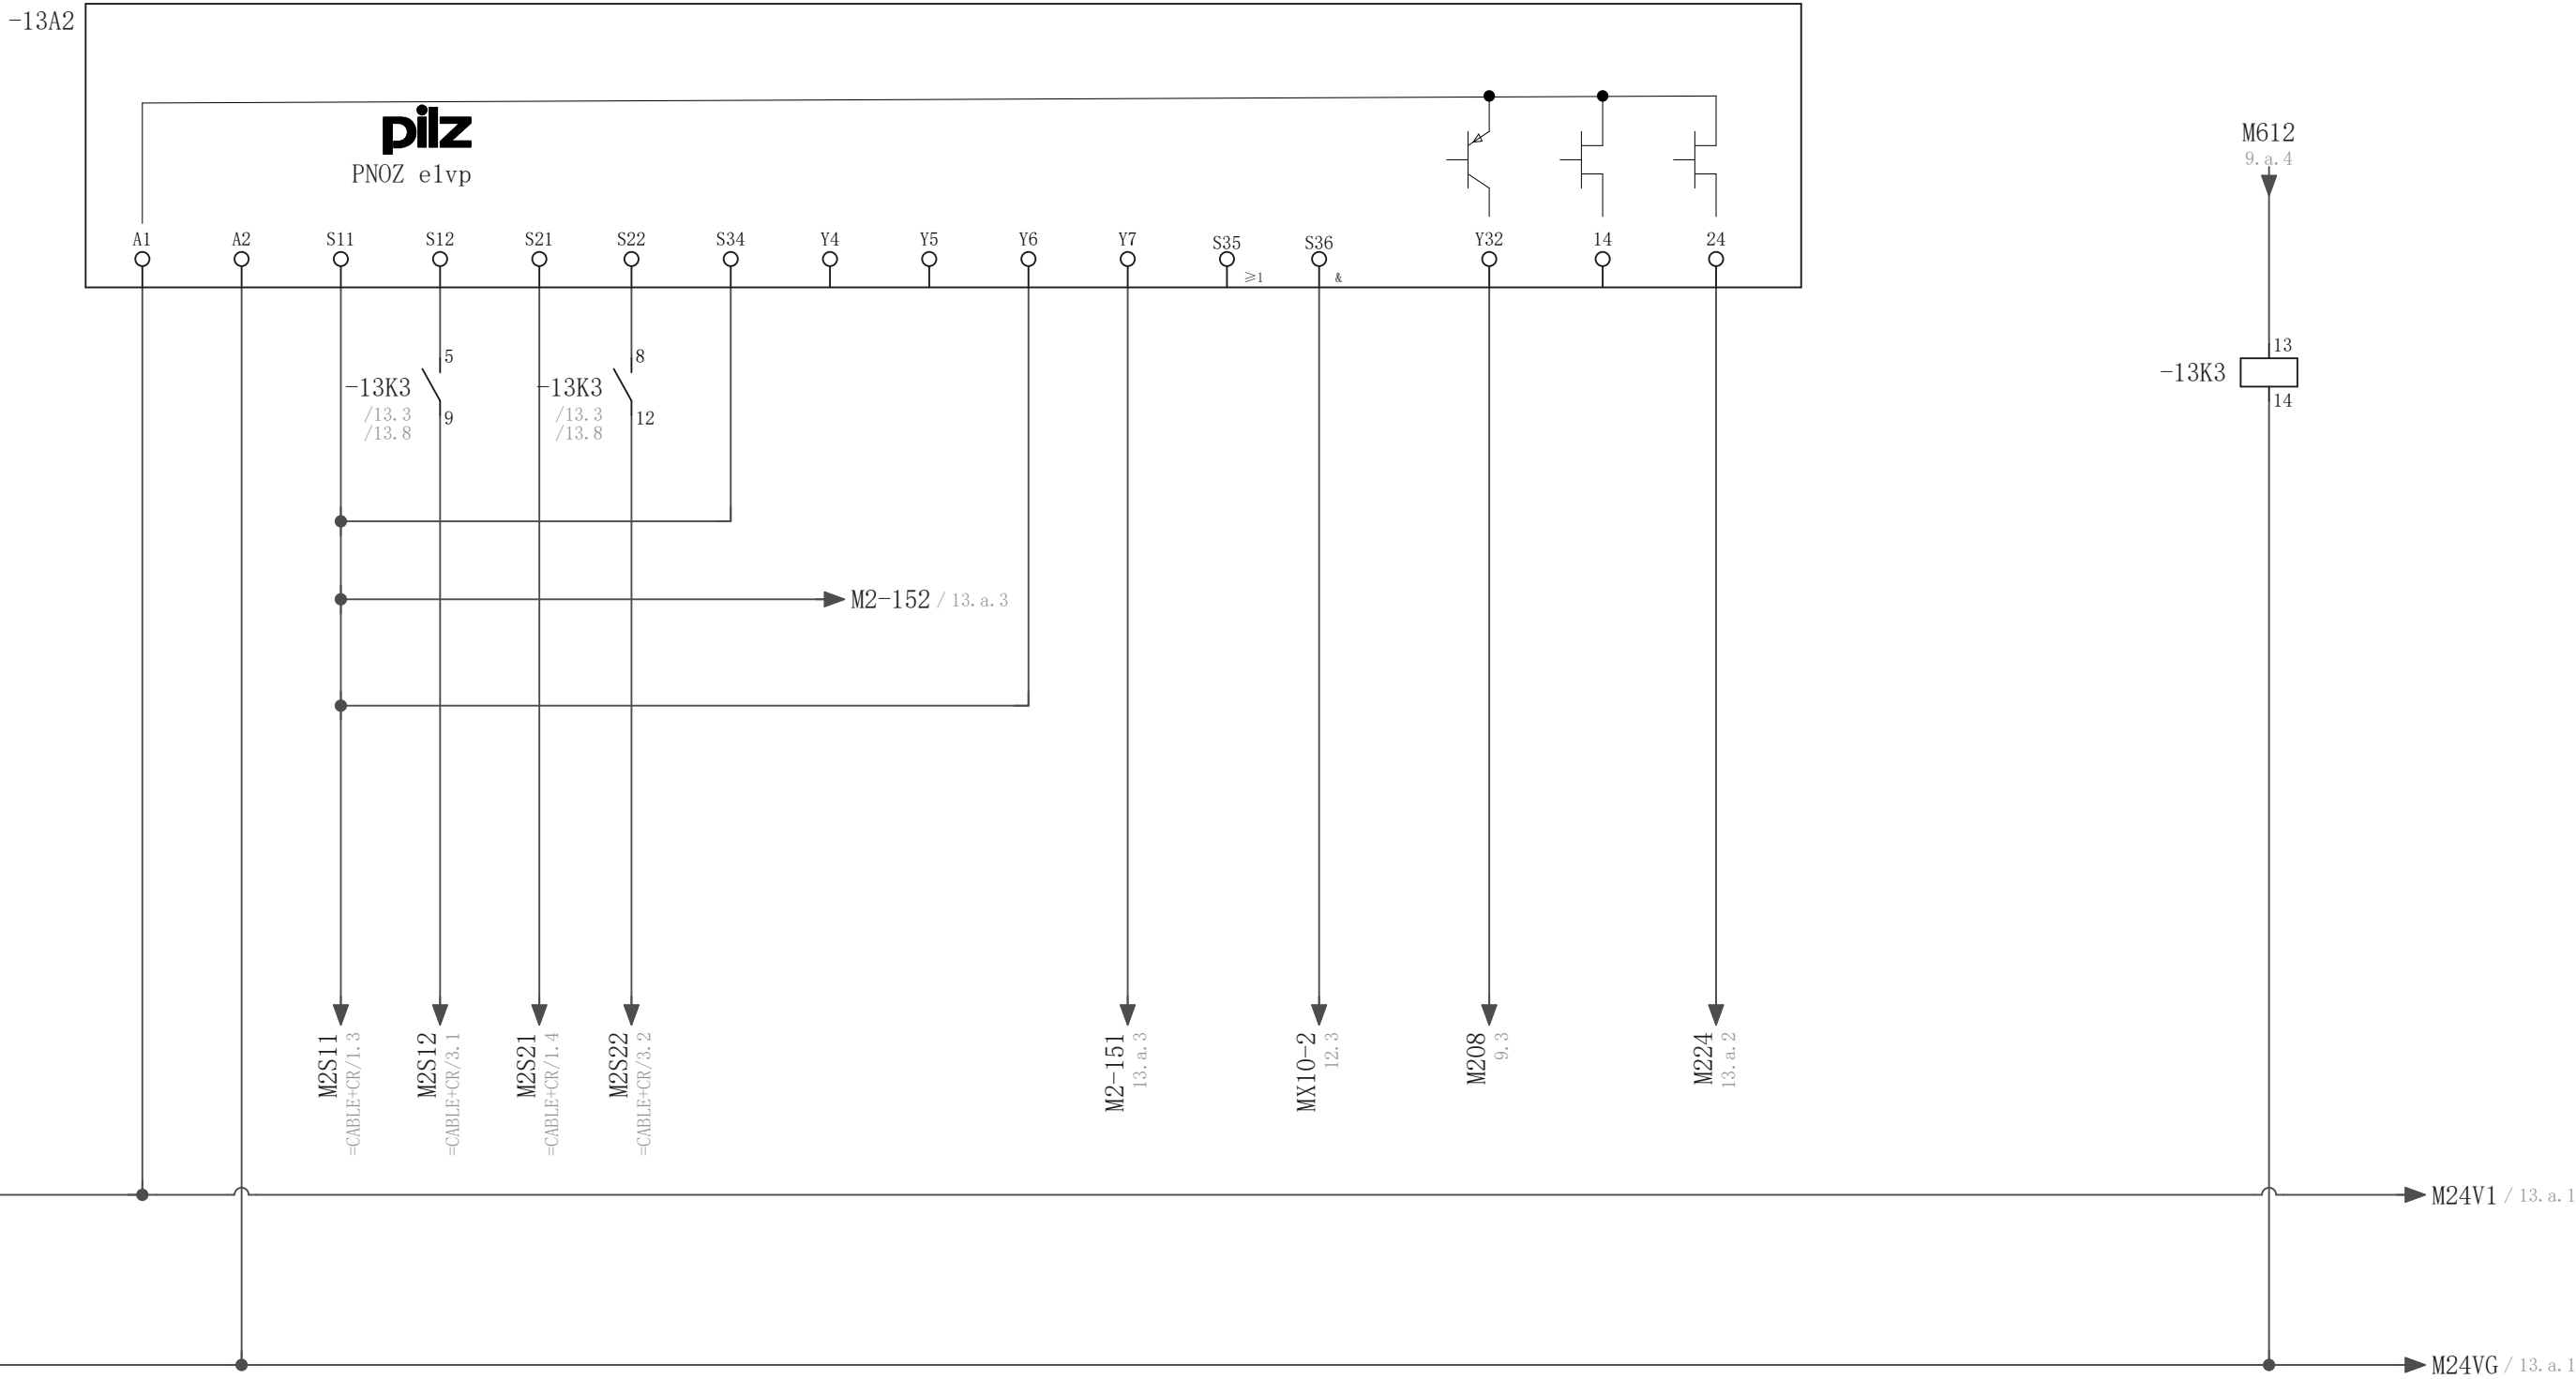 -13A2
pilz
PNOZ e1vp
A1 A2 S11 S12 S21 S22 S34 Y4 Y5 Y6 Y7 S35 S36 Y32 14 24
≥1 &
M612
9.a.4
-13K3
/13.3
/13.8
5
9
-13K3
/13.3
/13.8
8
12
-13K3
13
14
M2-152 / 13.a.3
M2S11
=CABLE+CR/1.3
M2S12
=CABLE+CR/3.1
M2S21
=CABLE+CR/1.4
M2S22
=CABLE+CR/3.2
M2-151
13.a.3
MX10-2
12.3
M208
9.3
M224
13.a.2
M24V1 / 13.a.1
M24VG / 13.a.1